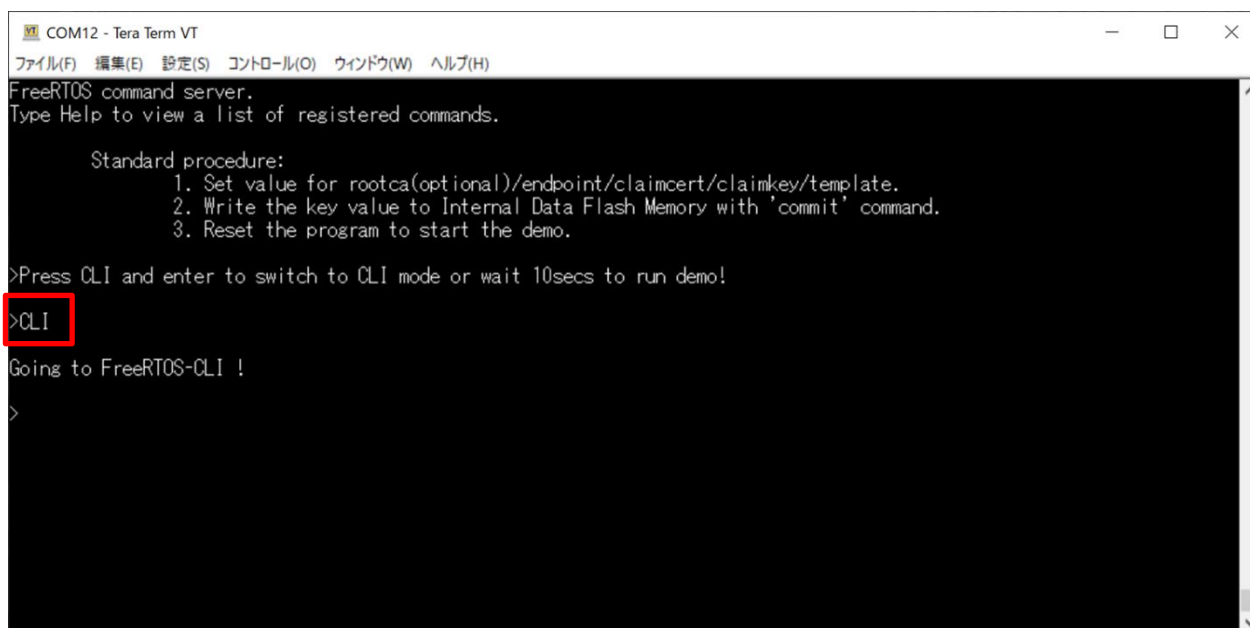 COM12 - Tera Term VT
ファイル(F) 編集(E) 設定(S) コントロール(O) ウィンドウ(W) ヘルプ(H)
FreeRTOS command server.
Type Help to view a list of registered commands.
Standard procedure:
1. Set value for rootca(optional)/endpoint/claimcert/claimkey/template.
2. Write the key value to Internal Data Flash Memory with 'commit' command.
3. Reset the program to start the demo.
>Press CLI and enter to switch to CLI mode or wait 10secs to run demo!
>CLI
Going to FreeRTOS-CLI !
>